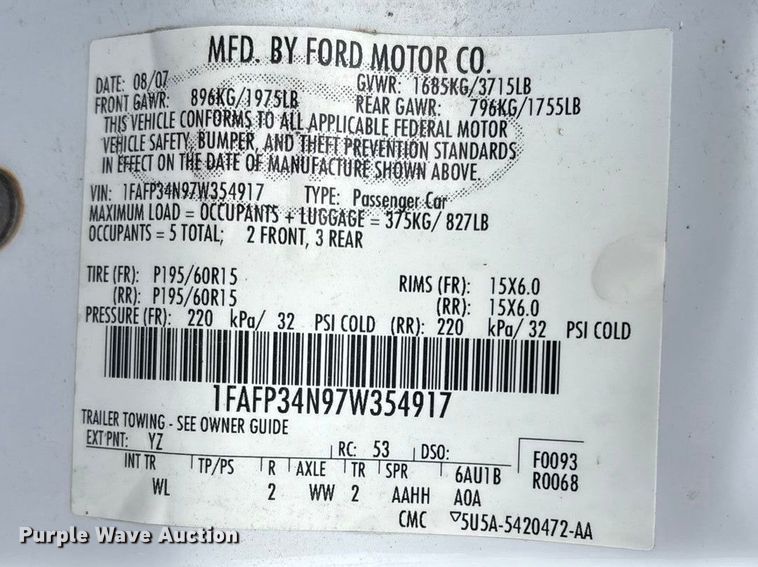 MFD. BY FORD MOTOR CO.
DATE: 08/07 GVWR: 1685KG/3715LB
FRONT GAWR: 896KG/1975LB REAR GAWR: 796KG/1755LB
THIS VEHICLE CONFORMS TO ALL APPLICABLE FEDERAL MOTOR
VEHICLE SAFETY, BUMPER, AND THEFT PREVENTION STANDARDS
IN EFFECT ON THE DATE OF MANUFACTURE SHOWN ABOVE.
VIN: 1FAFP34N97W354917 TYPE: Passenger Car
MAXIMUM LOAD = OCCUPANTS + LUGGAGE = 375KG/ 827LB
OCCUPANTS = 5 TOTAL; 2 FRONT, 3 REAR
TIRE (FR): P195/60R15 RIMS (FR): 15X6.0
(RR): P195/60R15 (RR): 15X6.0
PRESSURE (FR): 220 kPa/ 32 PSI COLD (RR): 220 kPa/ 32 PSI COLD
1FAFP34N97W354917
TRAILER TOWING - SEE OWNER GUIDE
EXT PNT: YZ RC: 53 DSO: F0093
INT TR TP/PS R AXLE TR SPR 6AU1B R0068
WL 2 WW 2 AAHH A0A
CMC ▽5U5A-5420472-AA
Purple Wave Auction